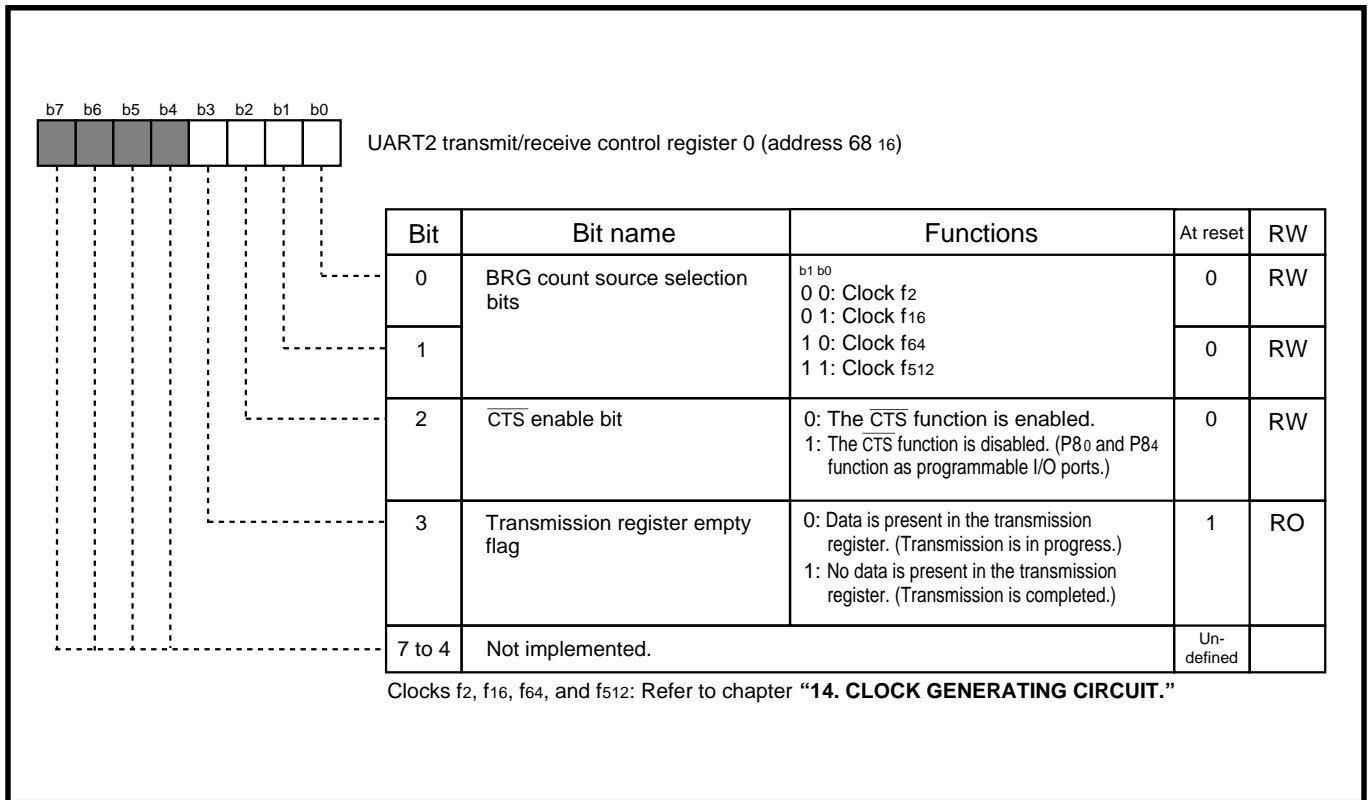 b7 b6 b5 b4 b3 b2 b1 b0
UART2 transmit/receive control register 0 (address 68 16)
Bit Bit name Functions At reset RW
0 BRG count source selection bits
b1 b0
0 0: Clock f2
0 1: Clock f16
1 0: Clock f64
1 1: Clock f512
0 RW
1 0 RW
2 CTS enable bit
0: The CTS function is enabled.
1: The CTS function is disabled. (P80 and P84
function as programmable I/O ports.)
0 RW
3 Transmission register empty
flag
0: Data is present in the transmission
register. (Transmission is in progress.)
1: No data is present in the transmission
register. (Transmission is completed.)
1 RO
7 to 4 Not implemented.
Un-
defined
Clocks f2, f16, f64, and f512: Refer to chapter “14. CLOCK GENERATING CIRCUIT.”